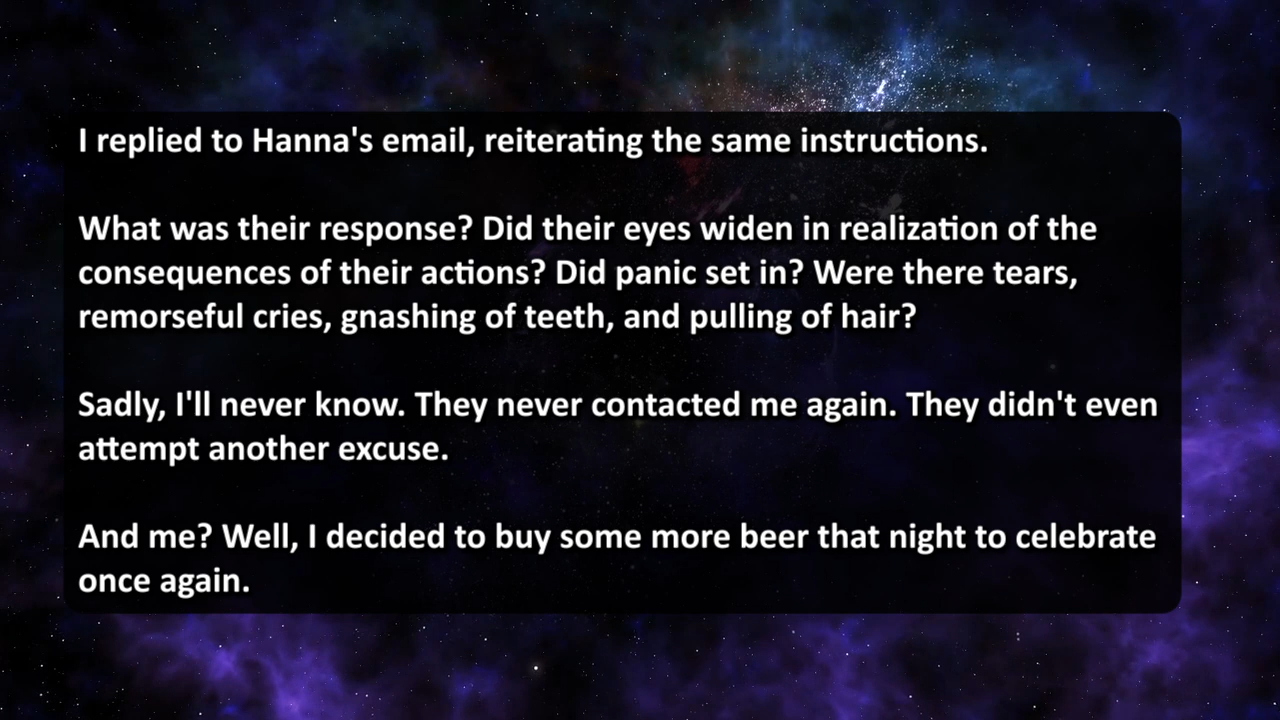 I replied to Hanna's email, reiterating the same instructions.
What was their response? Did their eyes widen in realization of the
consequences of their actions? Did panic set in? Were there tears,
remorseful cries, gnashing of teeth, and pulling of hair?
Sadly, I'll never know. They never contacted me again. They didn't even
attempt another excuse.
And me? Well, I decided to buy some more beer that night to celebrate
once again.